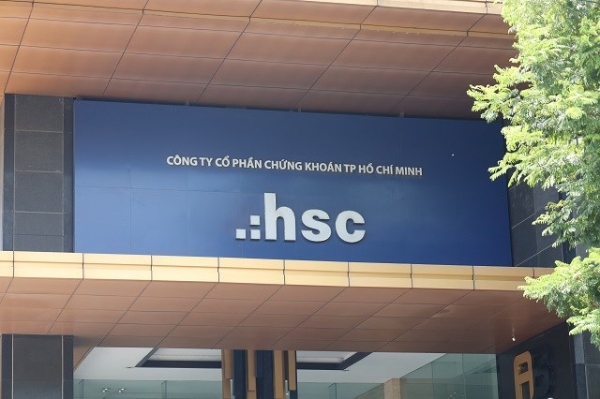 CÔNG TY CỔ PHẦN CHỨNG KHOÁN TP HỒ CHÍ MINH
.:hsc
A